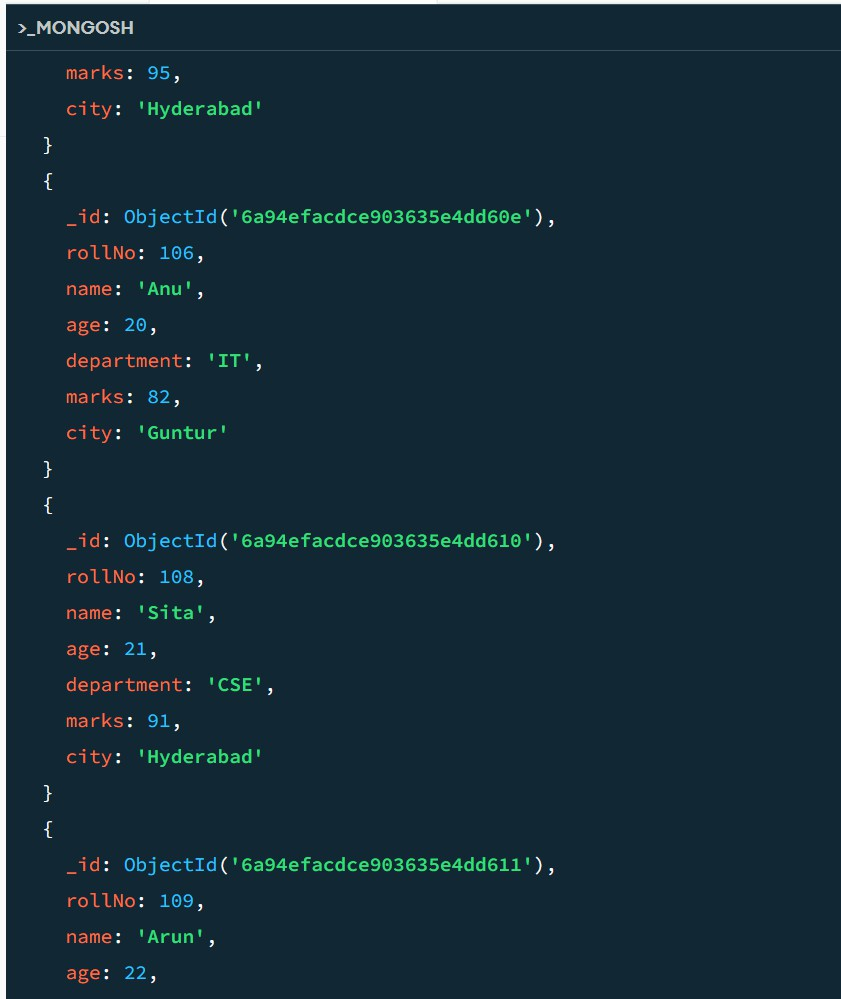 >_MONGOSH
marks: 95,
city: 'Hyderabad'
}
{
_id: ObjectId('6a94efacdce903635e4dd60e'),
rollNo: 106,
name: 'Anu',
age: 20,
department: 'IT',
marks: 82,
city: 'Guntur'
}
{
_id: ObjectId('6a94efacdce903635e4dd610'),
rollNo: 108,
name: 'Sita',
age: 21,
department: 'CSE',
marks: 91,
city: 'Hyderabad'
}
{
_id: ObjectId('6a94efacdce903635e4dd611'),
rollNo: 109,
name: 'Arun',
age: 22,